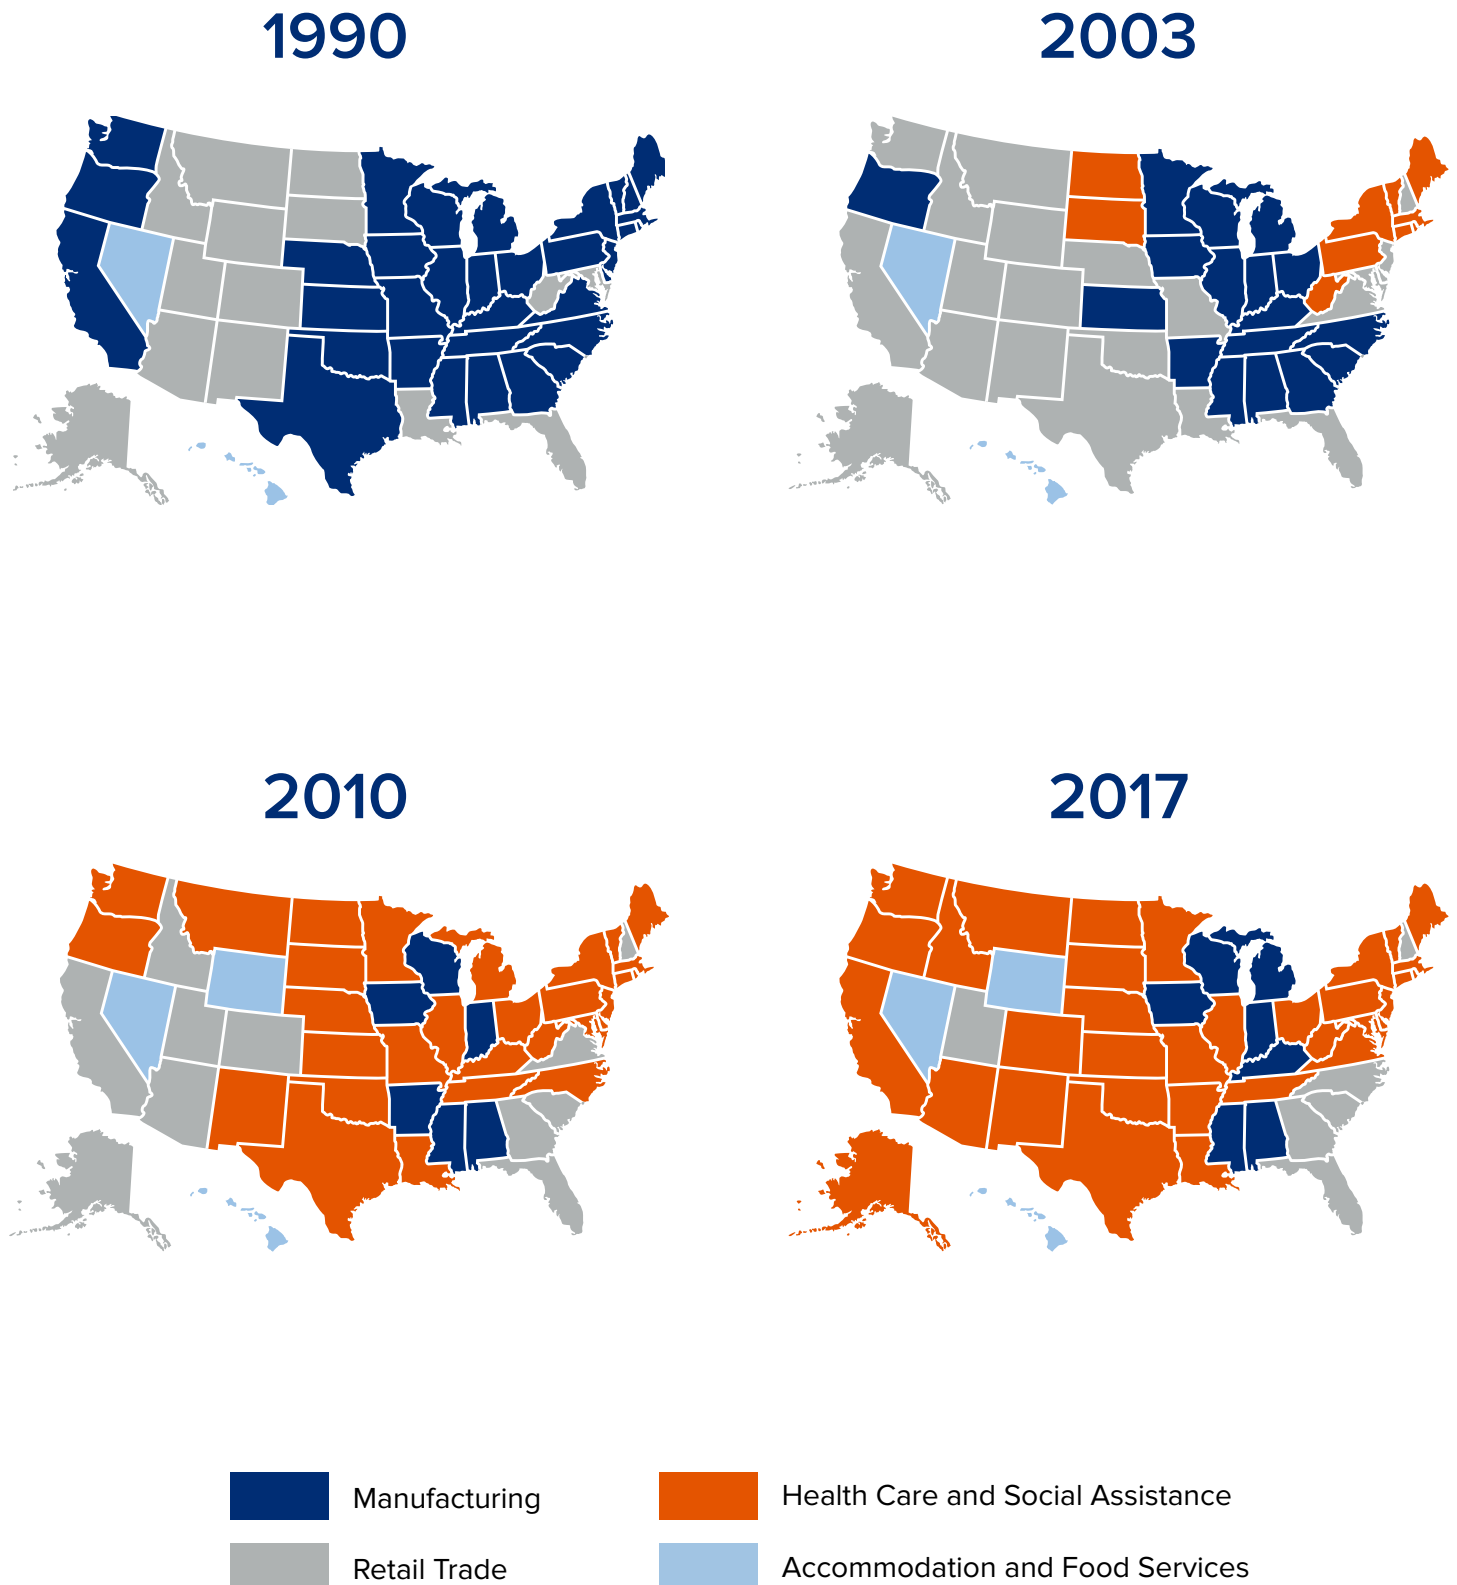 1990
2003
2010
2017
Manufacturing
Health Care and Social Assistance
Retail Trade
Accommodation and Food Services